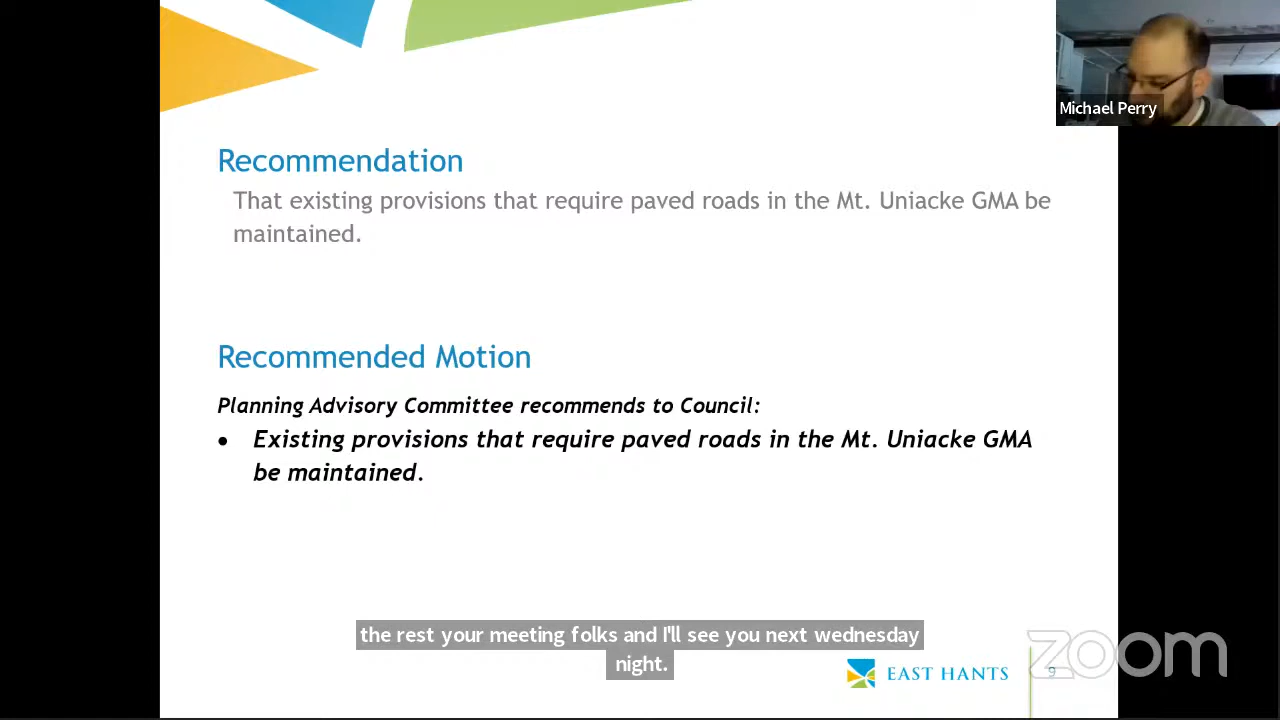 Michael Perry
Recommendation
That existing provisions that require paved roads in the Mt. Uniacke GMA be
maintained.
Recommended Motion
Planning Advisory Committee recommends to Council:
• Existing provisions that require paved roads in the Mt. Uniacke GMA
be maintained.
the rest your meeting folks and I'll see you next wednesday
night.
EAST HANTS
9
zoom